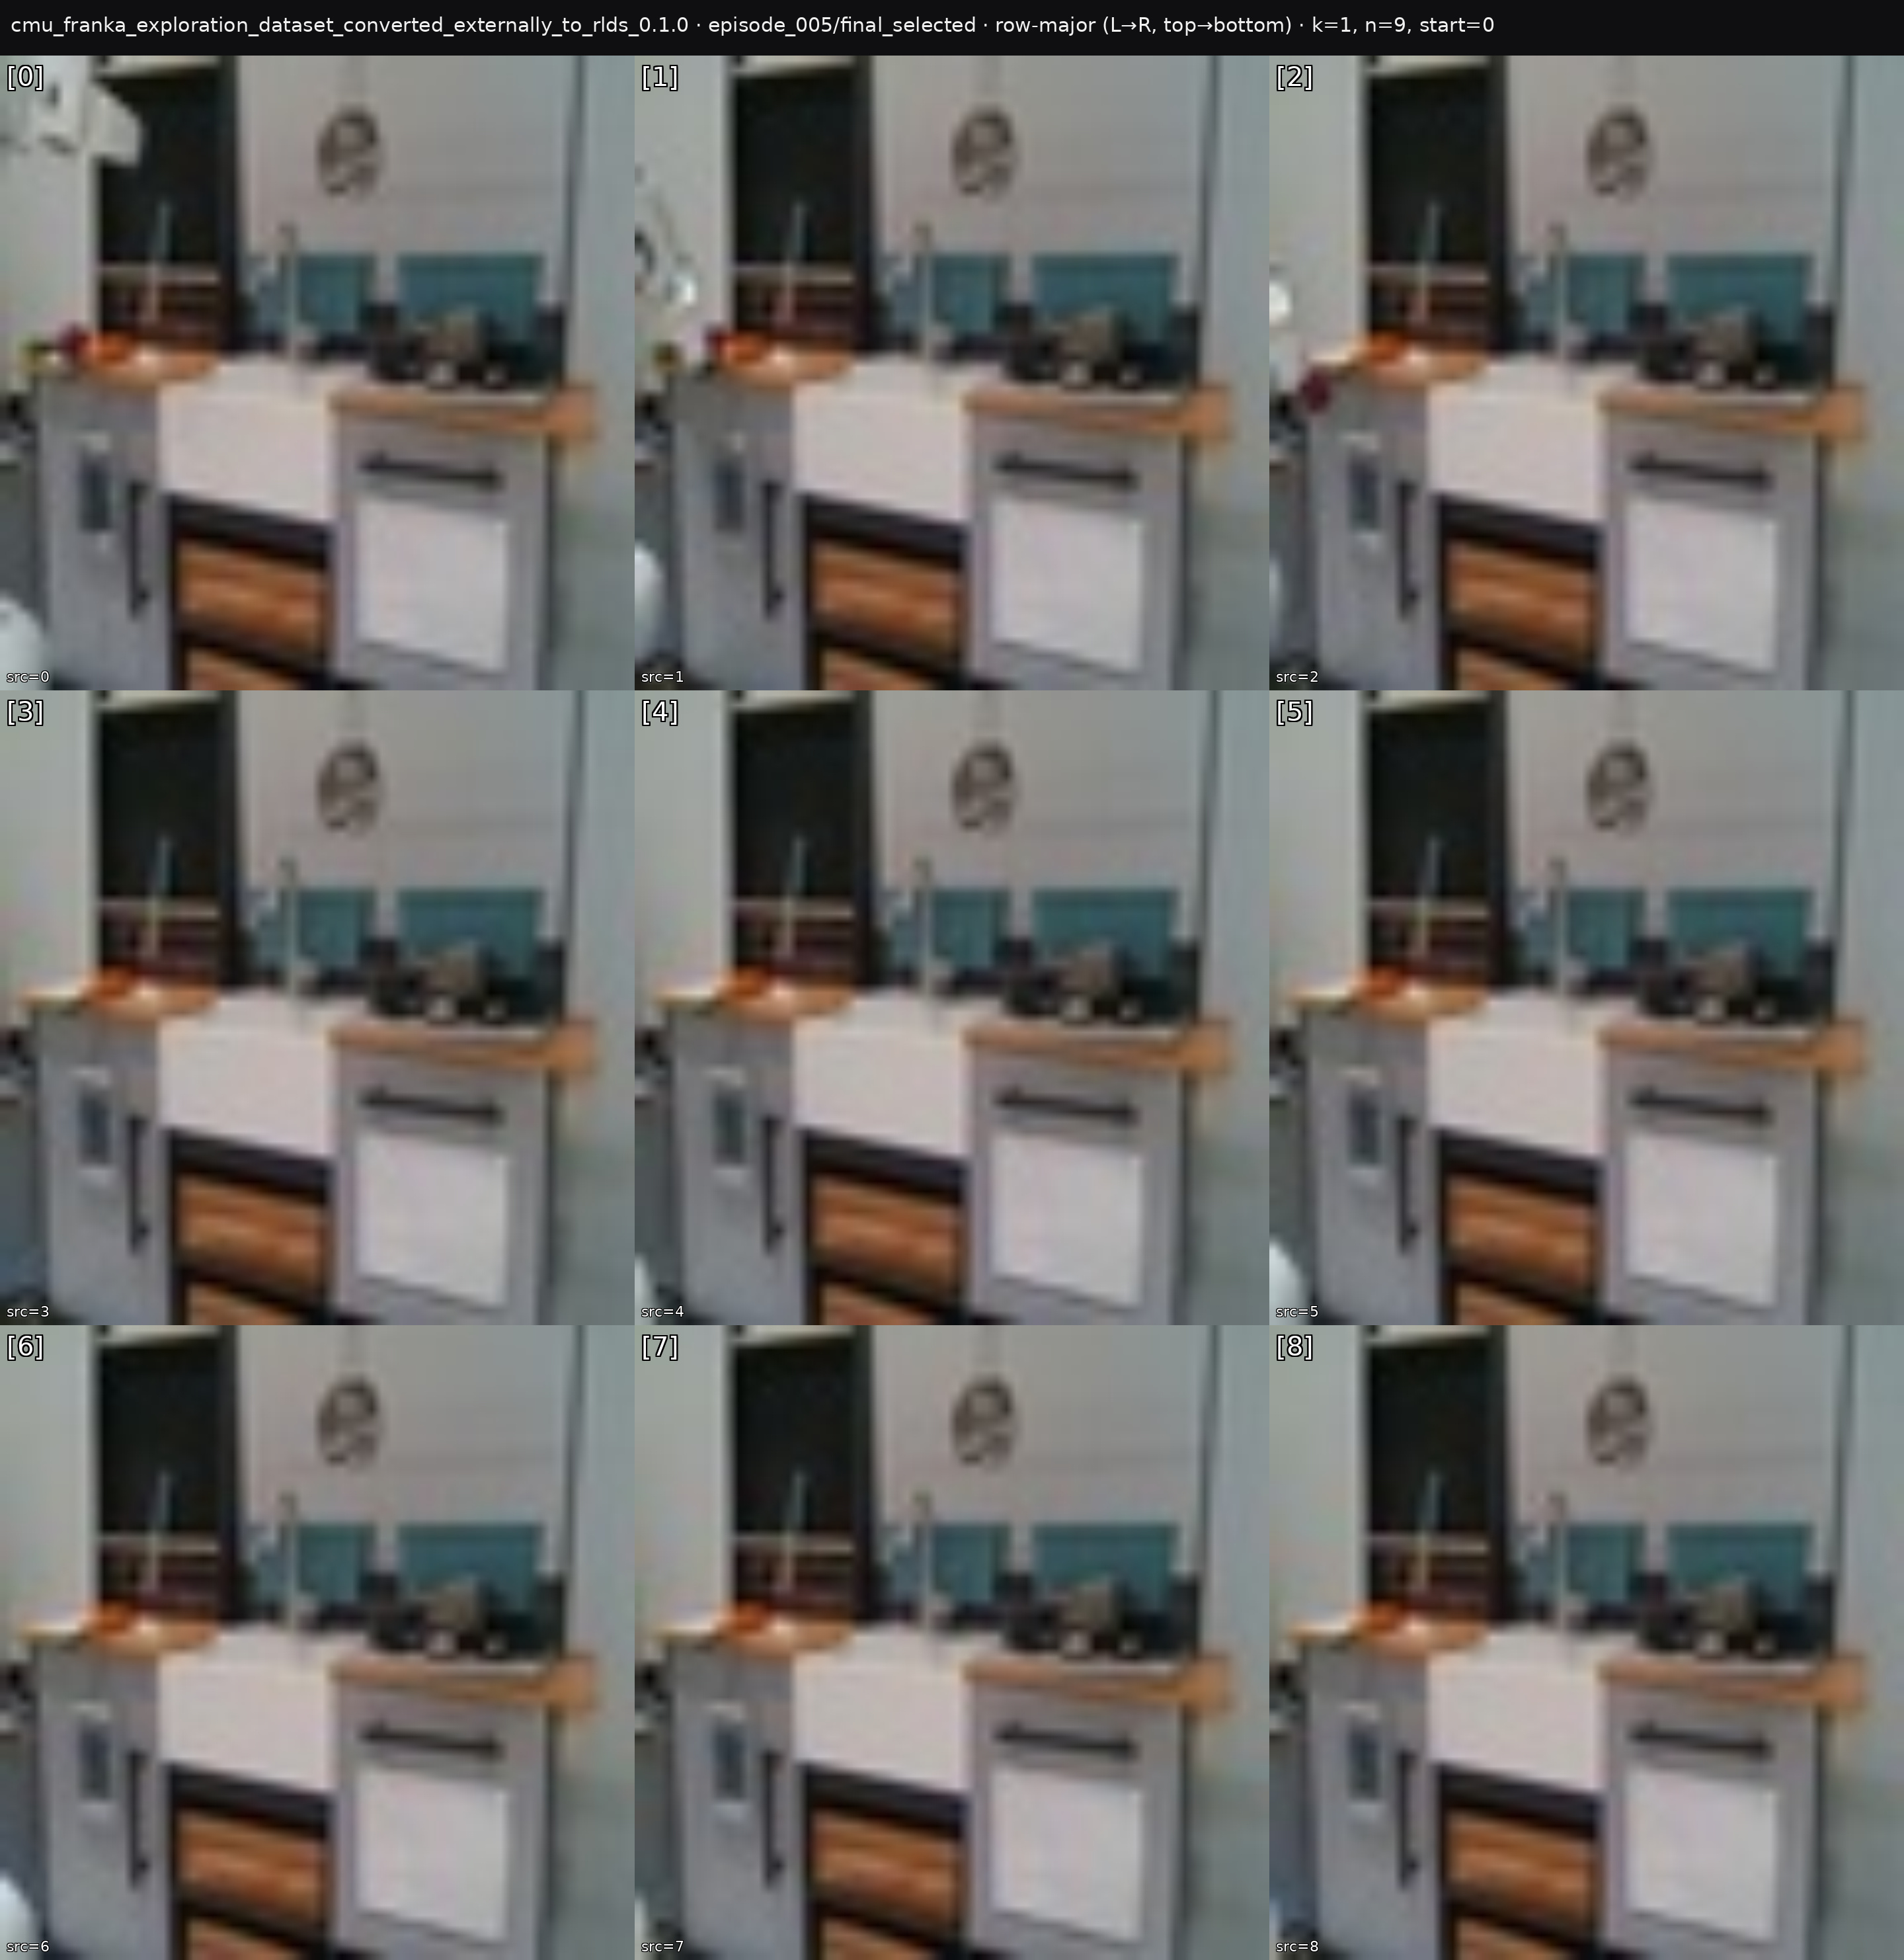 cmu_franka_exploration_dataset_converted_externally_to_rlds_0.1.0 · episode_005/final_selected · row-major (L→R, top→bottom) · k=1, n=9, start=0
[0]
[1]
[2]
src=0
src=1
src=2
[3]
[4]
[5]
src=3
src=4
src=5
[6]
[7]
[8]
src=6
src=7
src=8